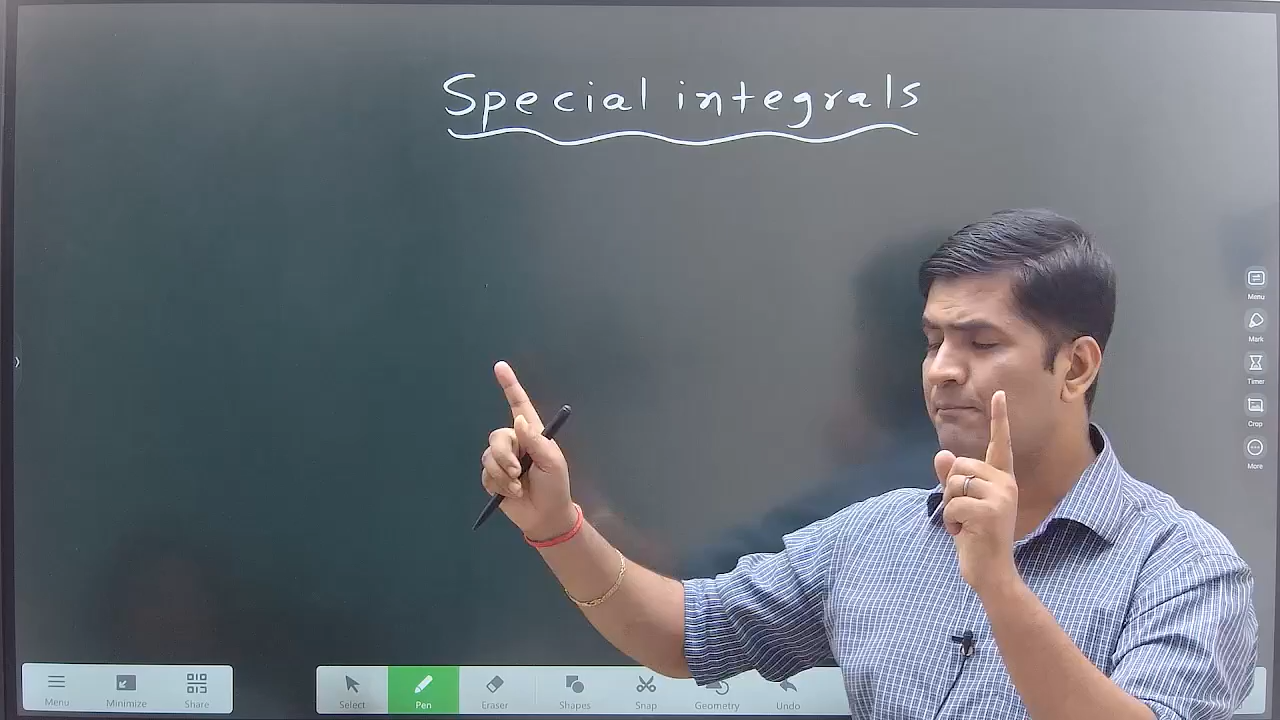 Special integrals
Menu
Mark
Timer
Crop
More
Menu Minimize Share Select Pen Eraser Shapes Snap Geometry Undo